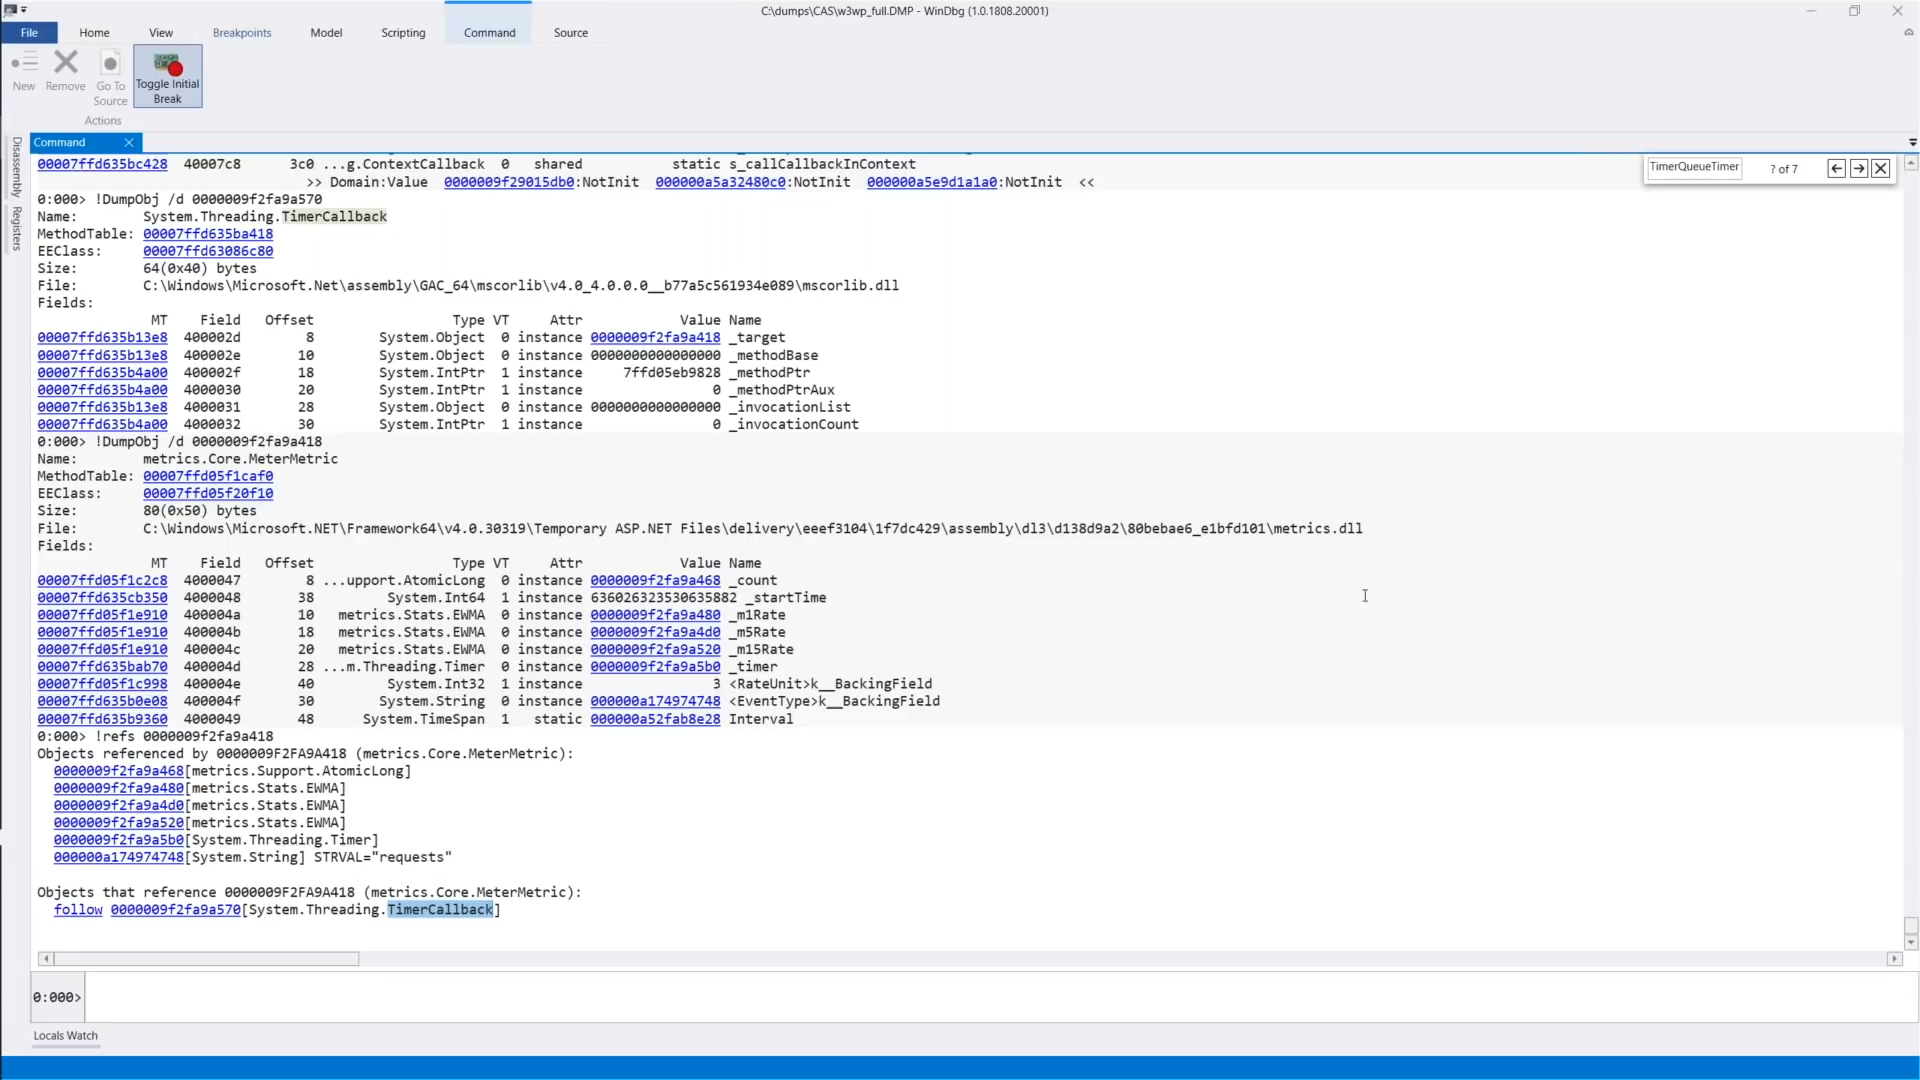 C:\dumps\CAS\w3wp_full.DMP - WinDbg (1.0.1808.20001)
File Home View Breakpoints Model Scripting Command Source
New Remove Go To Source Toggle Initial Break
Actions
Disassembly
Registers
Command
TimerQueueTimer ? of 7
00007ffd635bc428 40007c8 3c0 ...g.ContextCallback 0 shared static s_callCallbackInContext
>> Domain:Value 0000009f29015db0:NotInit 000000a5a32480c0:NotInit 000000a5e9d1a1a0:NotInit <<
0:000> !DumpObj /d 0000009f2fa9a570
Name: System.Threading.TimerCallback
MethodTable: 00007ffd635ba418
EEClass: 00007ffd63086c80
Size: 64(0x40) bytes
File: C:\Windows\Microsoft.Net\assembly\GAC_64\mscorlib\v4.0_4.0.0.0__b77a5c561934e089\mscorlib.dll
Fields:
MT Field Offset Type VT Attr Value Name
00007ffd635b13e8 400002d 8 System.Object 0 instance 0000009f2fa9a418 _target
00007ffd635b13e8 400002e 10 System.Object 0 instance 0000000000000000 _methodBase
00007ffd635b4a00 400002f 18 System.IntPtr 1 instance 7ffd05eb9828 _methodPtr
00007ffd635b4a00 4000030 20 System.IntPtr 1 instance 0 _methodPtrAux
00007ffd635b13e8 4000031 28 System.Object 0 instance 0000000000000000 _invocationList
00007ffd635b4a00 4000032 30 System.IntPtr 1 instance 0 _invocationCount
0:000> !DumpObj /d 0000009f2fa9a418
Name: metrics.Core.MeterMetric
MethodTable: 00007ffd05f1caf0
EEClass: 00007ffd05f20f10
Size: 80(0x50) bytes
File: C:\Windows\Microsoft.NET\Framework64\v4.0.30319\Temporary ASP.NET Files\delivery\eeef3104\1f7dc429\assembly\dl3\d138d9a2\80bebae6_e1bfd101\metrics.dll
Fields:
MT Field Offset Type VT Attr Value Name
00007ffd05f1c2c8 4000047 8 ...upport.AtomicLong 0 instance 0000009f2fa9a468 _count
00007ffd635cb350 4000048 38 System.Int64 1 instance 636026323530635882 _startTime
00007ffd05f1e910 400004a 10 metrics.Stats.EWMA 0 instance 0000009f2fa9a480 _m1Rate
00007ffd05f1e910 400004b 18 metrics.Stats.EWMA 0 instance 0000009f2fa9a4d0 _m5Rate
00007ffd05f1e910 400004c 20 metrics.Stats.EWMA 0 instance 0000009f2fa9a520 _m15Rate
00007ffd635bab70 400004d 28 ...m.Threading.Timer 0 instance 0000009f2fa9a5b0 _timer
00007ffd05f1c998 400004e 40 System.Int32 1 instance 3 <RateUnit>k__BackingField
00007ffd635b0e08 400004f 30 System.String 0 instance 000000a174974748 <EventType>k__BackingField
00007ffd635b9360 4000049 48 System.TimeSpan 1 static 000000a52fab8e28 Interval
0:000> !refs 0000009f2fa9a418
Objects referenced by 0000009F2FA9A418 (metrics.Core.MeterMetric):
0000009f2fa9a468[metrics.Support.AtomicLong]
0000009f2fa9a480[metrics.Stats.EWMA]
0000009f2fa9a4d0[metrics.Stats.EWMA]
0000009f2fa9a520[metrics.Stats.EWMA]
0000009f2fa9a5b0[System.Threading.Timer]
000000a174974748[System.String] STRVAL="requests"
Objects that reference 0000009F2FA9A418 (metrics.Core.MeterMetric):
follow 0000009f2fa9a570[System.Threading.TimerCallback]
0:000>
Locals Watch